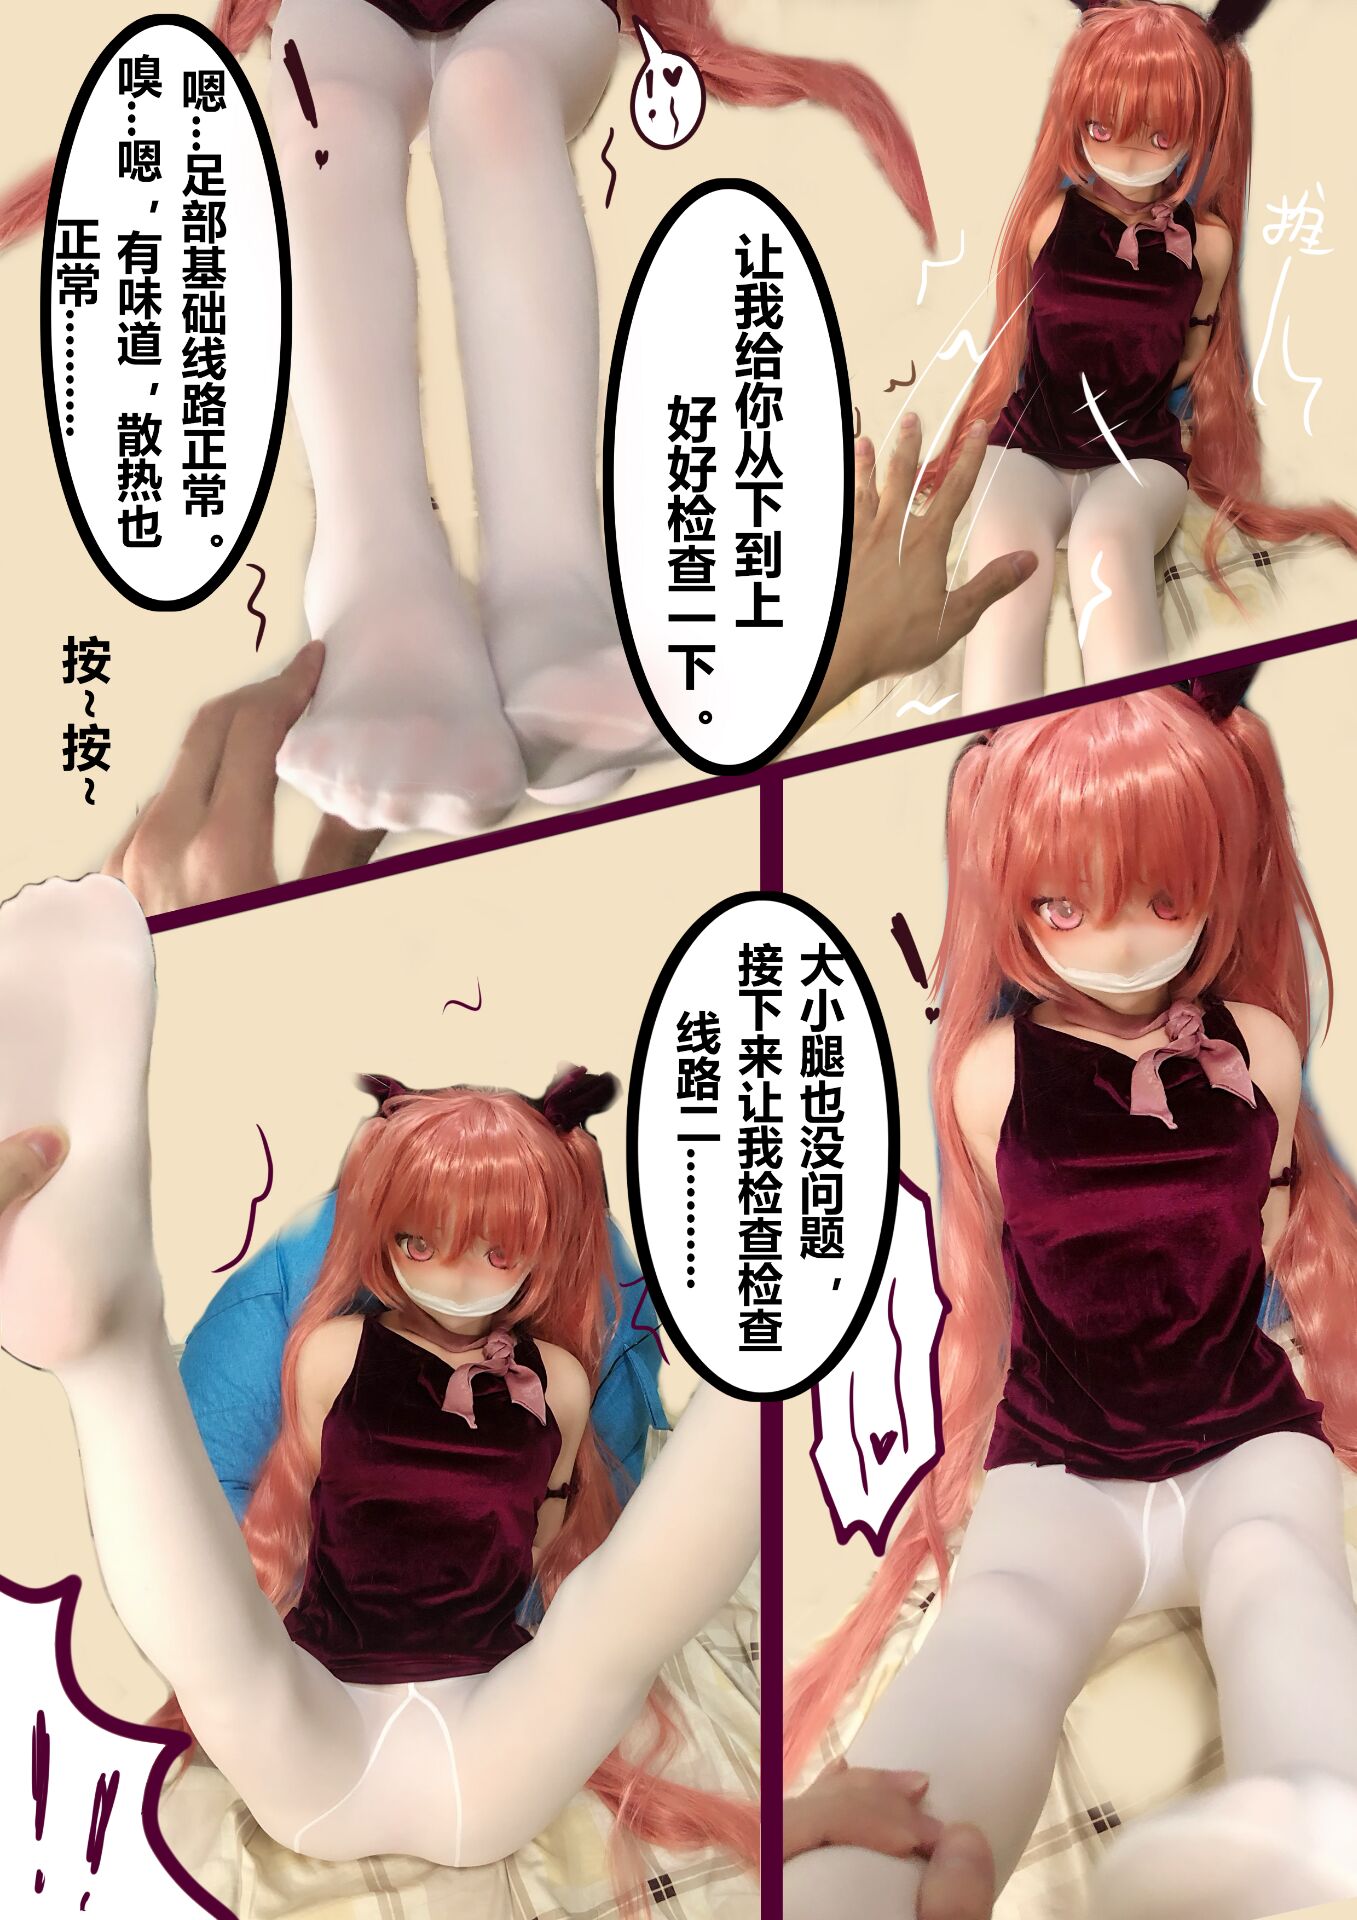 推
让我给你从下到上
好好检查一下。
！♥
嗯……足部基础线路正常。
嗅…嗯，有味道，散热也
正常…………
按~按~
大小腿也没问题，
接下来让我检查检查
线路二…………
！！